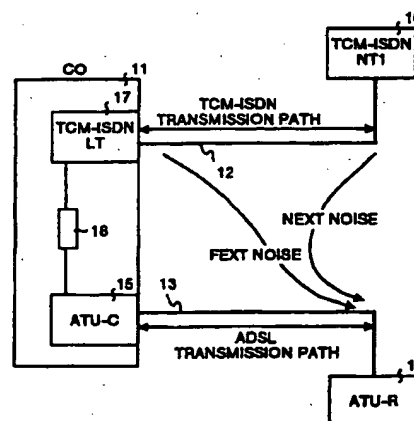 CO
11
17
TCM-ISDN
LT
TCM-ISDN
NT1
TCM-ISDN
TRANSMISSION PATH
12
NEXT NOISE
FEXT NOISE
18
15
ATU-C
13
ADSL
TRANSMISSION PATH
ATU-R